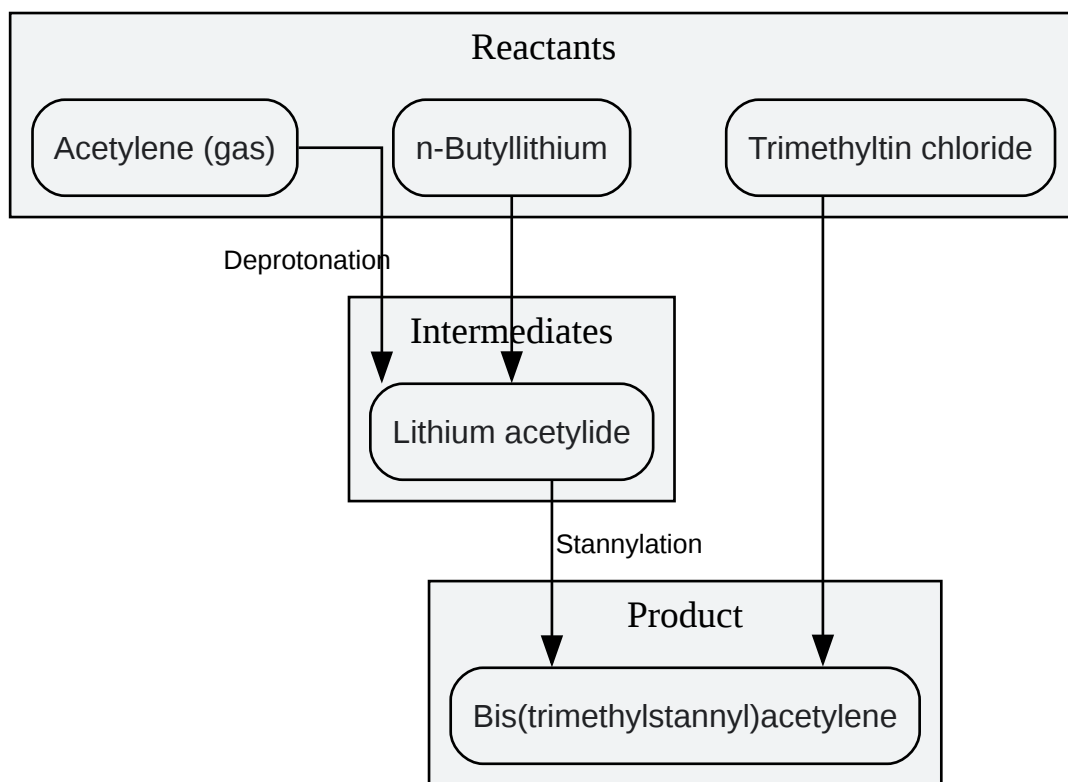 Reactants
Acetylene (gas)
n-Butyllithium
Trimethyltin chloride
Deprotonation
Intermediates
Lithium acetylide
Stannylation
Product
Bis(trimethylstannyl)acetylene